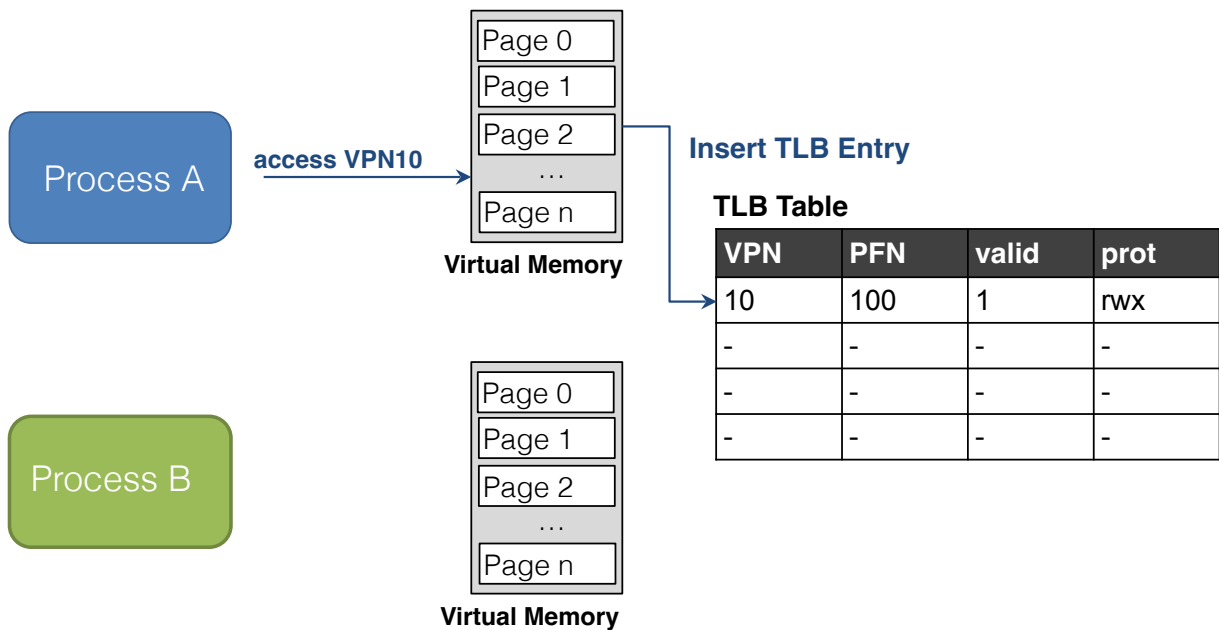 Page 0
Page 1
Process A
access VPN10
Page 2
...
Page n
Virtual Memory
Insert TLB Entry
TLB Table
VPN PFN valid prot
10 100 1 rwx
- - - -
- - - -
- - - -
Process B
Page 0
Page 1
Page 2
...
Page n
Virtual Memory